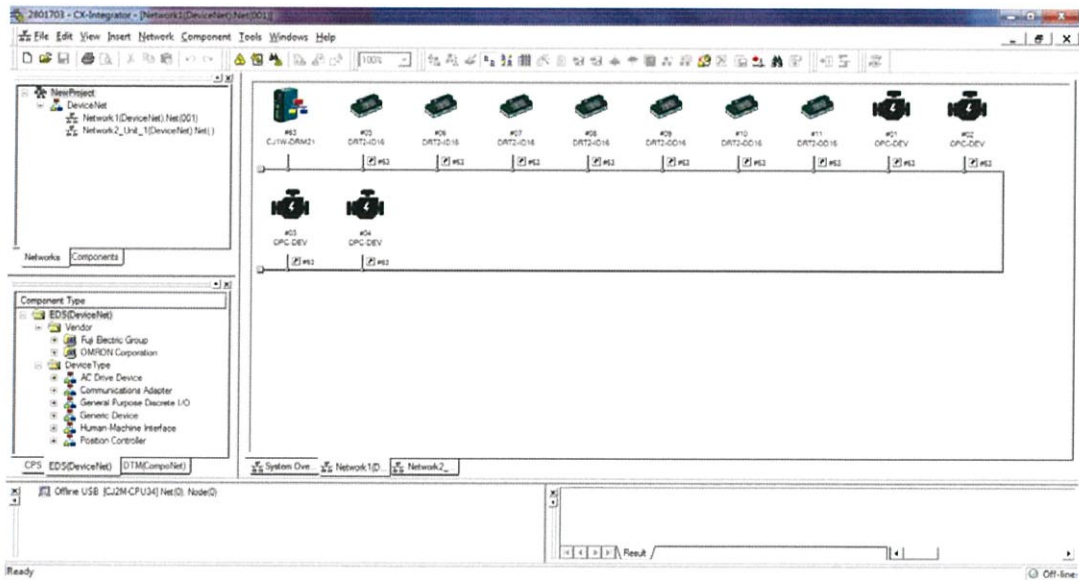 2801703 - CX-Integrator - [Network1(DeviceNet).Net(001)]
File Edit View Insert Network Component Tools Windows Help
100%
NewProject
DeviceNet
Network1(DeviceNet).Net(001)
Network2_Unit_1(DeviceNet).Net( )
Networks Components
#63 #05 #06 #07 #08 #09 #10 #11 #01 #02
CJ1W-DRM21 DRT2-ID16 DRT2-ID16 DRT2-ID16 DRT2-ID16 DRT2-OD16 DRT2-OD16 DRT2-OD16 OPC-DEV OPC-DEV
#63 #63 #63 #63 #63 #63 #63 #63 #63
#03 #04
OPC-DEV OPC-DEV
#63 #63
Component Type
EDS(DeviceNet)
Vendor
Fuji Electric Group
OMRON Corporation
DeviceType
AC Drive Device
Communications Adapter
General Purpose Discrete I/O
Generic Device
Human-Machine Interface
Position Controller
CPS EDS(DeviceNet) DTM(CompoNet)
System Ove... Network1(D... Network2_
Offline USB [CJ2M-CPU34] Net(0), Node(0)
Result
Ready
Off-line